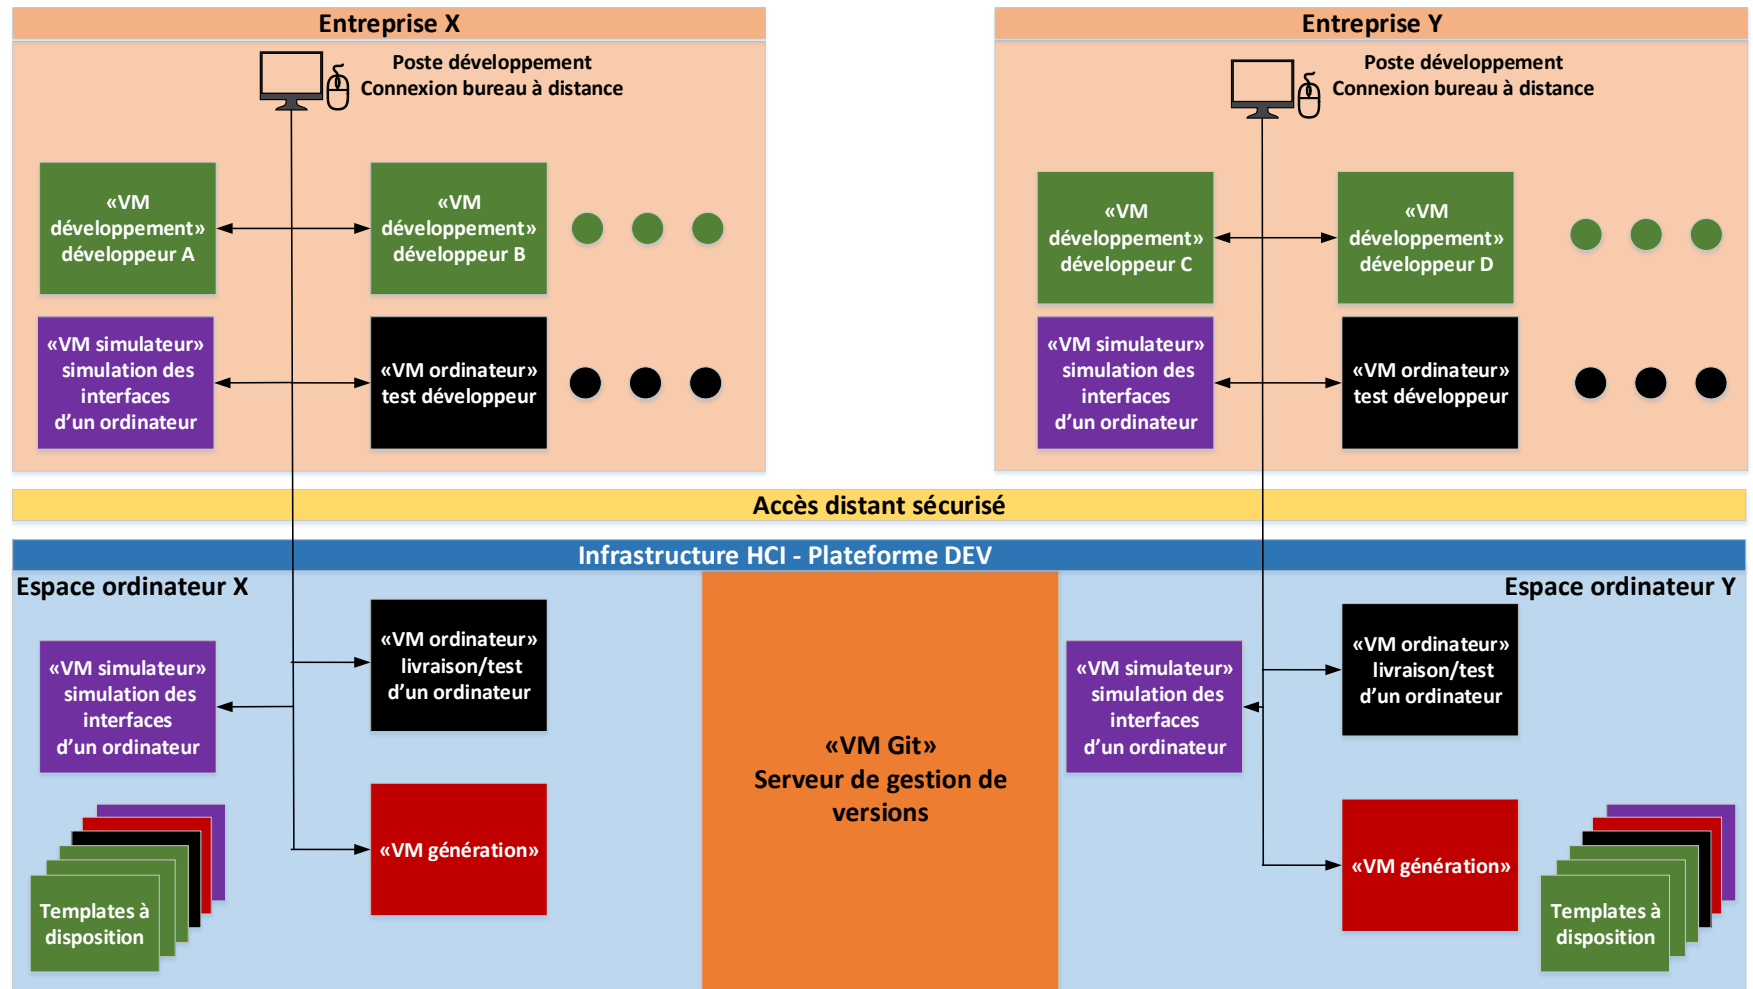 Entreprise X
Poste développement
Connexion bureau à distance
«VM
développement»
développeur A
«VM
développement»
développeur B
«VM simulateur»
simulation des
interfaces
d’un ordinateur
«VM ordinateur»
test développeur
Entreprise Y
Poste développement
Connexion bureau à distance
«VM
développement»
développeur C
«VM
développement»
développeur D
«VM simulateur»
simulation des
interfaces
d’un ordinateur
«VM ordinateur»
test développeur
Accès distant sécurisé
Infrastructure HCI - Plateforme DEV
Espace ordinateur X
«VM ordinateur»
livraison/test
d’un ordinateur
«VM simulateur»
simulation des
interfaces
d’un ordinateur
«VM génération»
Templates à
disposition
«VM Git»
Serveur de gestion de
versions
Espace ordinateur Y
«VM ordinateur»
livraison/test
d’un ordinateur
«VM simulateur»
simulation des
interfaces
d’un ordinateur
«VM génération»
Templates à
disposition